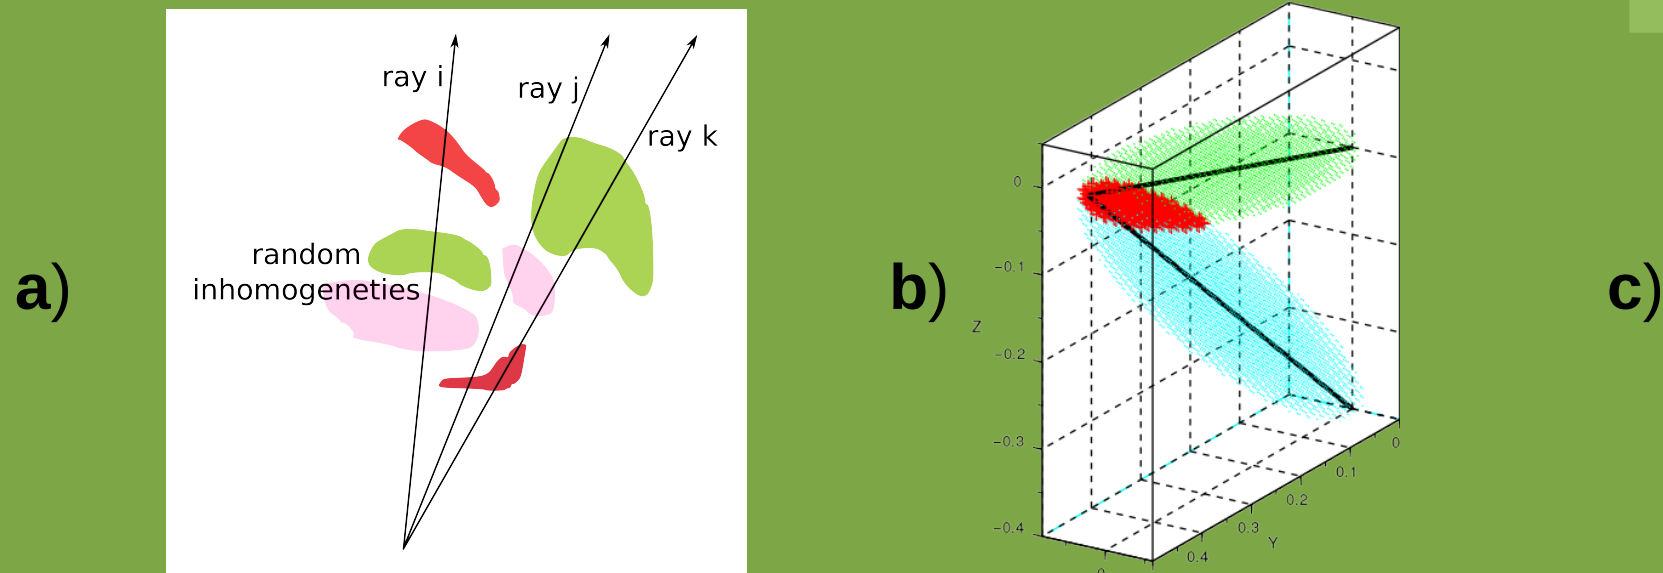 a)
ray i
ray j
ray k
random
inhomogeneties
b)
Z
0
−0.1
−0.2
−0.3
−0.4
0
0.1
0.2
0.3
0.4
Y
0
c)